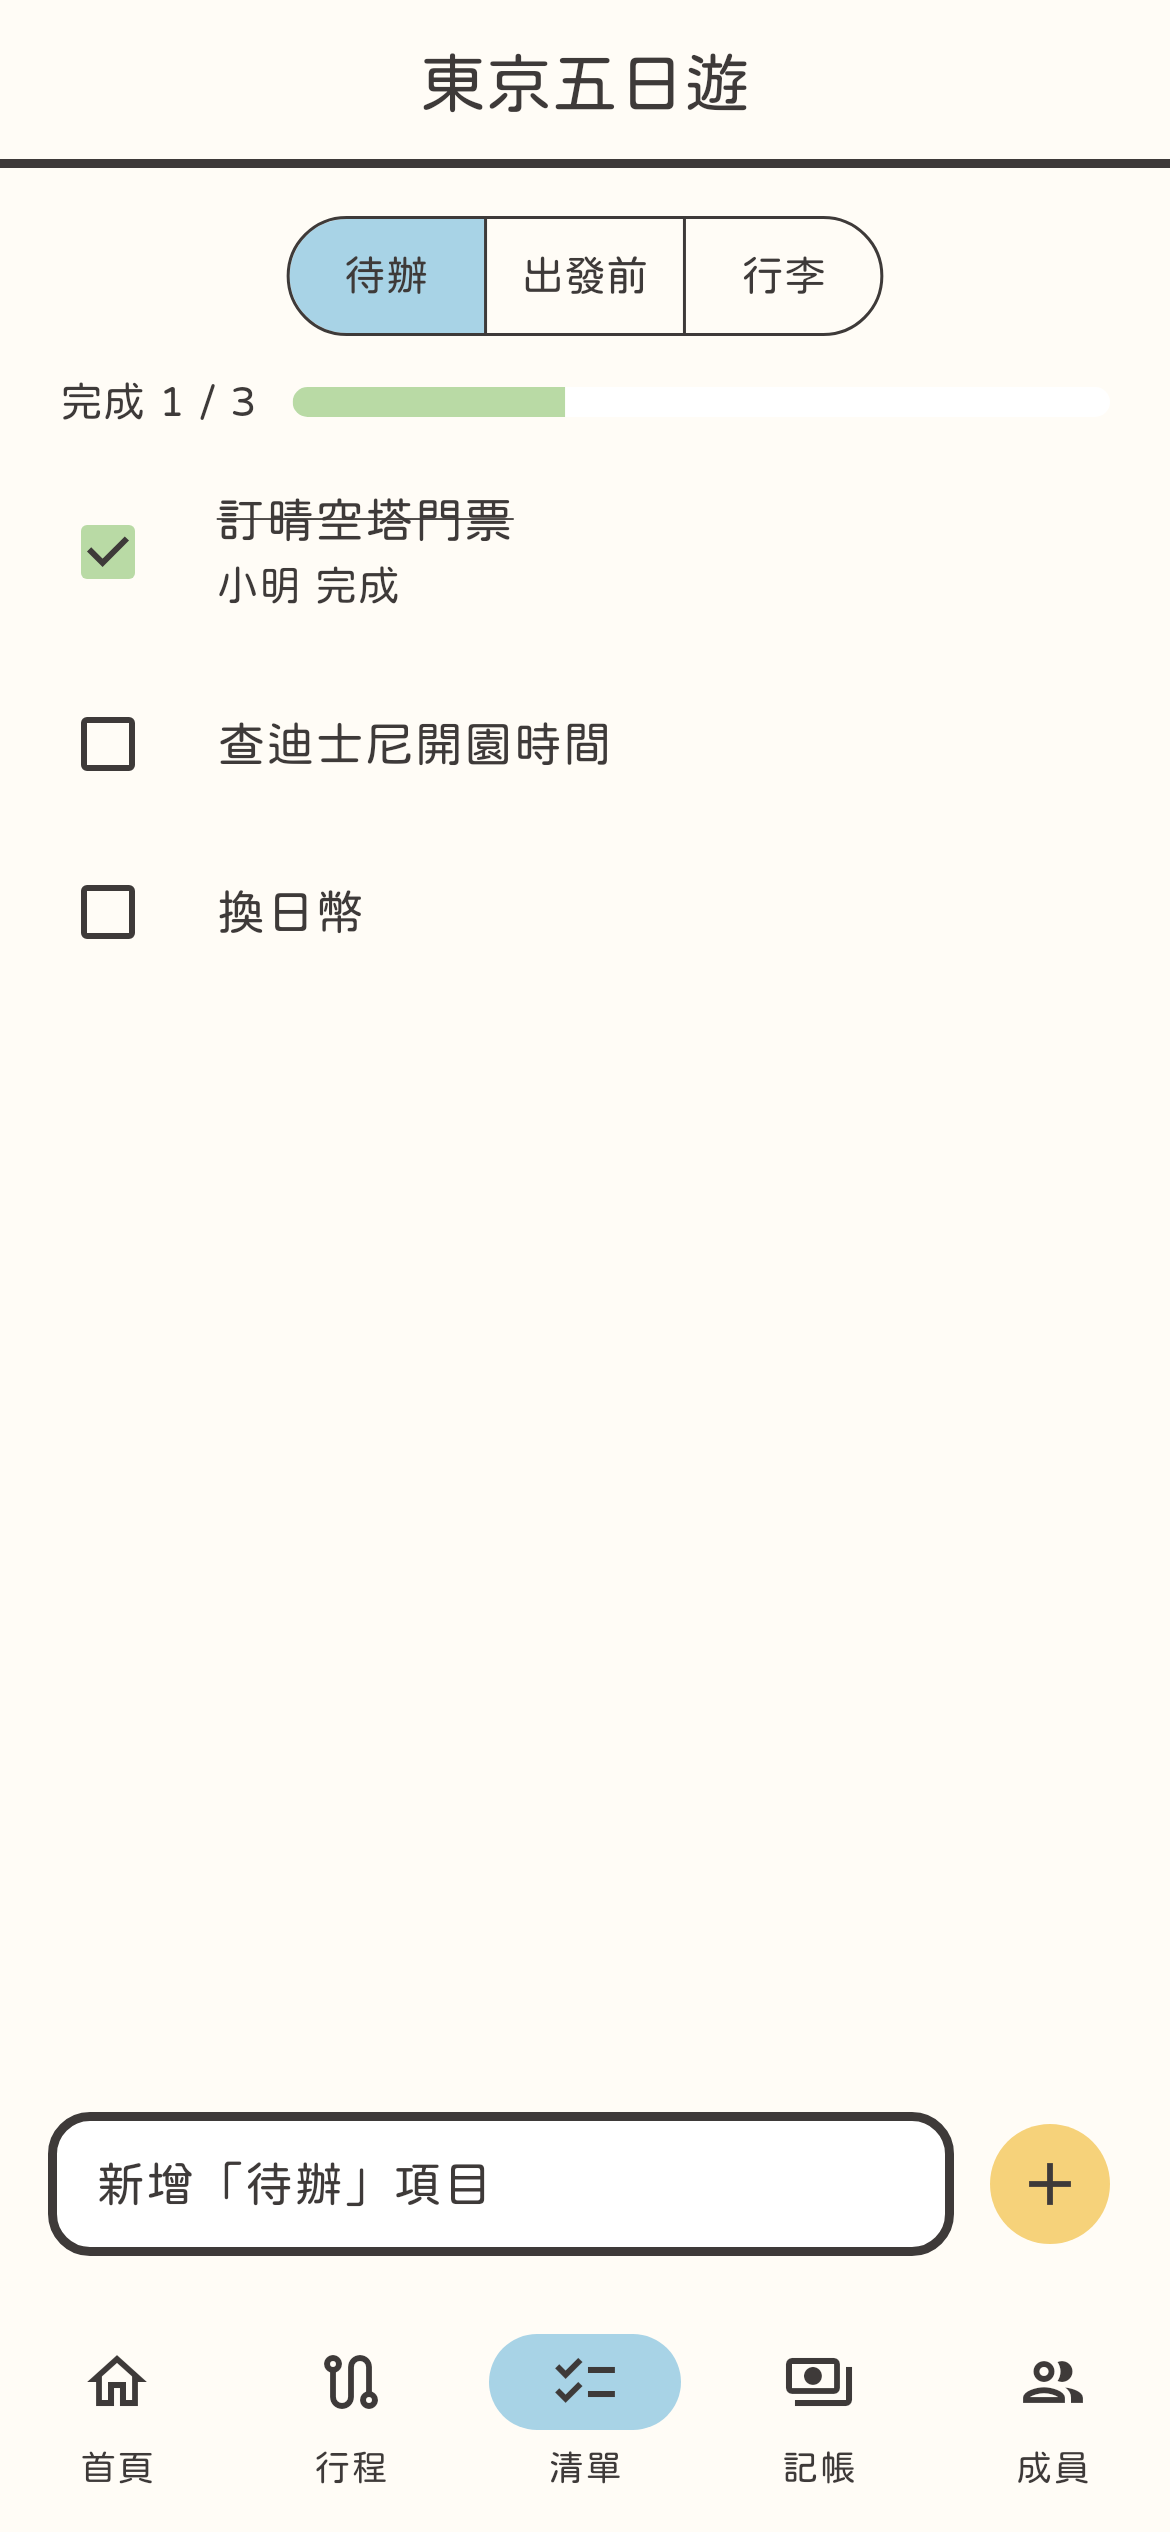 東京五日遊
待辦
出發前
行李
完成 1 / 3
訂晴空塔門票
小明 完成
查迪士尼開園時間
換日幣
新增「待辦」項目
首頁
行程
清單
記帳
成員